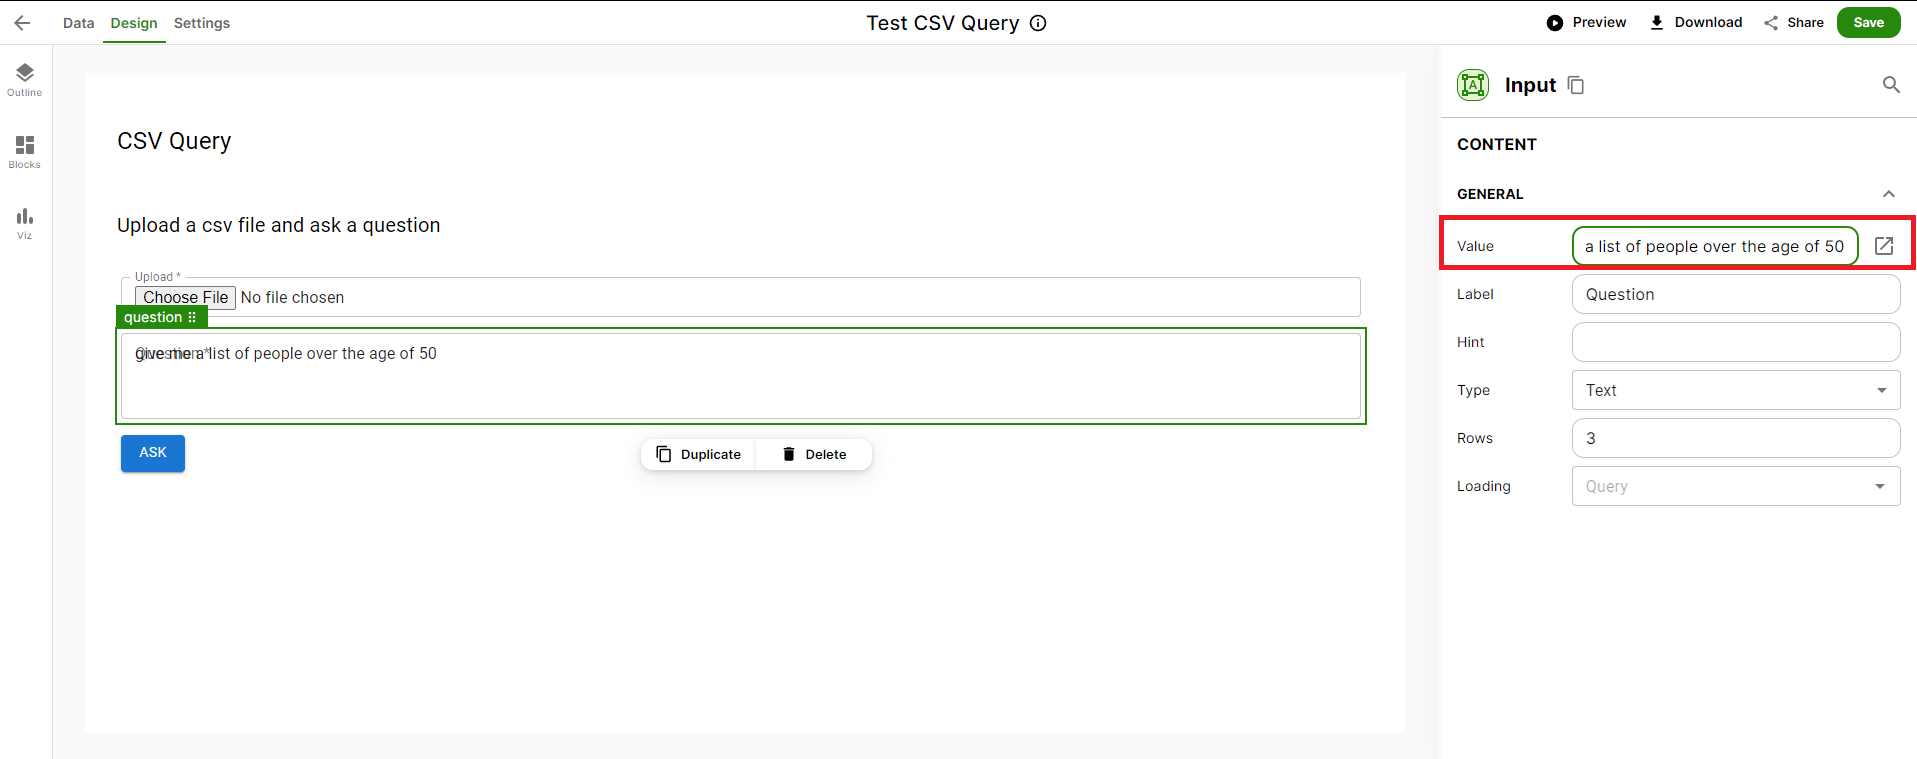 Data Design Settings Test CSV Query Preview Download Share Save
Outline
Blocks
Viz
CSV Query
Upload a csv file and ask a question
Upload *
Choose File No file chosen
question
Question *
give me a list of people over the age of 50
ASK
Duplicate Delete
A Input
CONTENT
GENERAL
Value a list of people over the age of 50
Label Question
Hint
Type Text
Rows 3
Loading Query